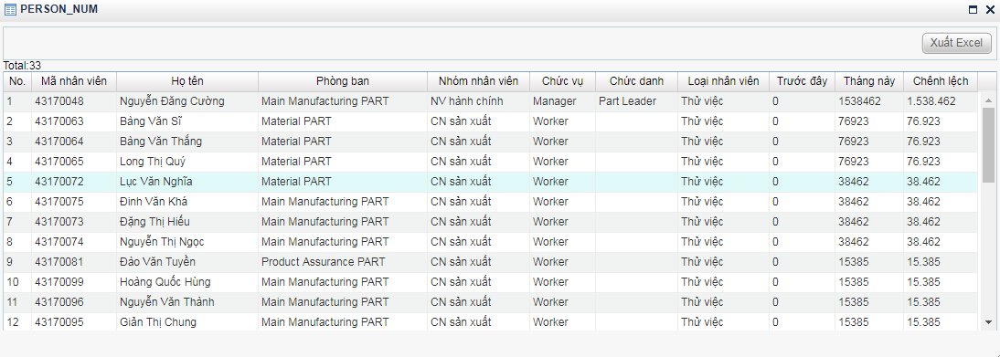 PERSON_NUM
Xuất Excel
Total:33
No. Mã nhân viên Họ tên Phòng ban Nhóm nhân viên Chức vụ Chức danh Loại nhân viên Trước đây Tháng này Chênh lệch
1 43170048 Nguyễn Đăng Cường Main Manufacturing PART NV hành chính Manager Part Leader Thử việc 0 1538462 1.538.462
2 43170063 Bàng Văn Sĩ Material PART CN sản xuất Worker Thử việc 0 76923 76.923
3 43170064 Bàng Văn Thắng Material PART CN sản xuất Worker Thử việc 0 76923 76.923
4 43170065 Long Thị Quý Material PART CN sản xuất Worker Thử việc 0 76923 76.923
5 43170072 Lục Văn Nghĩa Material PART CN sản xuất Worker Thử việc 0 38462 38.462
6 43170075 Đinh Văn Khá Main Manufacturing PART CN sản xuất Worker Thử việc 0 38462 38.462
7 43170073 Đặng Thị Hiếu Main Manufacturing PART CN sản xuất Worker Thử việc 0 38462 38.462
8 43170074 Nguyễn Thị Ngọc Main Manufacturing PART CN sản xuất Worker Thử việc 0 38462 38.462
9 43170081 Đào Văn Tuyền Product Assurance PART CN sản xuất Worker Thử việc 0 15385 15.385
10 43170099 Hoàng Quốc Hùng Main Manufacturing PART CN sản xuất Worker Thử việc 0 15385 15.385
11 43170096 Nguyễn Văn Thành Main Manufacturing PART CN sản xuất Worker Thử việc 0 15385 15.385
12 43170095 Giản Thị Chung Main Manufacturing PART CN sản xuất Worker Thử việc 0 15385 15.385